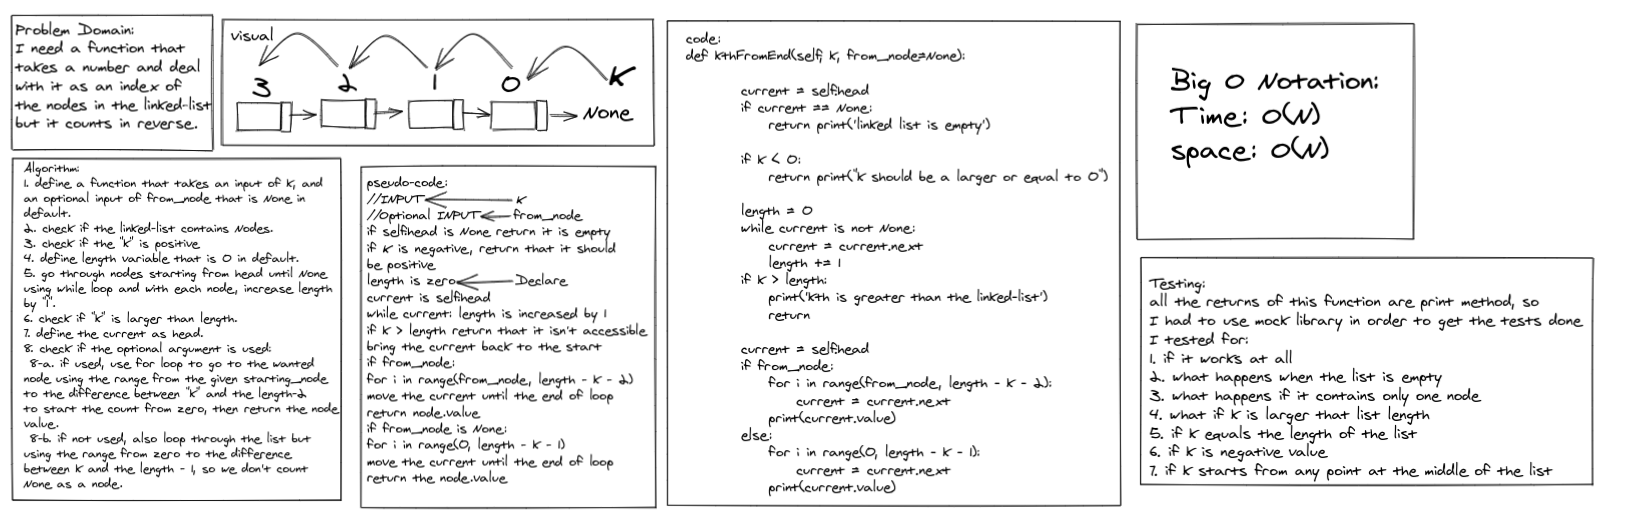 Problem Domain:
I need a function that
takes a number and deal
with it as an index of
the nodes in the linked-list
but it counts in reverse.
visual
3 2 1 0 K
None
Algorithm:
1. define a function that takes an input of K, and
an optional input of from_node that is None in
default.
2. check if the linked-list contains Nodes.
3. check if the "k" is positive
4. define length variable that is 0 in default.
5. go through nodes starting from head until None
using while loop and with each node, increase length
by "1".
6. check if "k" is larger than length.
7. define the current as head.
8. check if the optional argument is used:
8-a. if used, use for loop to go to the wanted
node using the range from the given starting_node
to the difference between "k" and the length-2
to start the count from zero, then return the node
value.
8-b. if not used, also loop through the list but
using the range from zero to the difference
between K and the length - 1, so we don't count
None as a node.
pseudo-code:
//INPUT K
//Optional INPUT from_node
if self.head is None return it is empty
if K is negative, return that it should
be positive
length is zero Declare
current is self.head
while current: length is increased by 1
if K > length return that it isn't accessible
bring the current back to the start
if from_node:
for i in range(from_node, length - K - 2)
move the current until the end of loop
return node.value
if from_node is None:
for i in range(0, length - K - 1)
move the current until the end of loop
return the node.value
code:
def kthFromEnd(self, k, from_node=None):
current = self.head
if current == None:
return print('linked list is empty')
if k < 0:
return print("k should be a larger or equal to 0")
length = 0
while current is not None:
current = current.next
length += 1
if k > length:
print('kth is greater than the linked-list')
return
current = self.head
if from_node:
for i in range(from_node, length - k - 2):
current = current.next
print(current.value)
else:
for i in range(0, length - k - 1):
current = current.next
print(current.value)
Big O Notation:
Time: O(N)
space: O(N)
Testing:
all the returns of this function are print method, so
I had to use mock library in order to get the tests done
I tested for:
1. if it works at all
2. what happens when the list is empty
3. what happens if it contains only one node
4. what if K is larger that list length
5. if K equals the length of the list
6. if K is negative value
7. if K starts from any point at the middle of the list